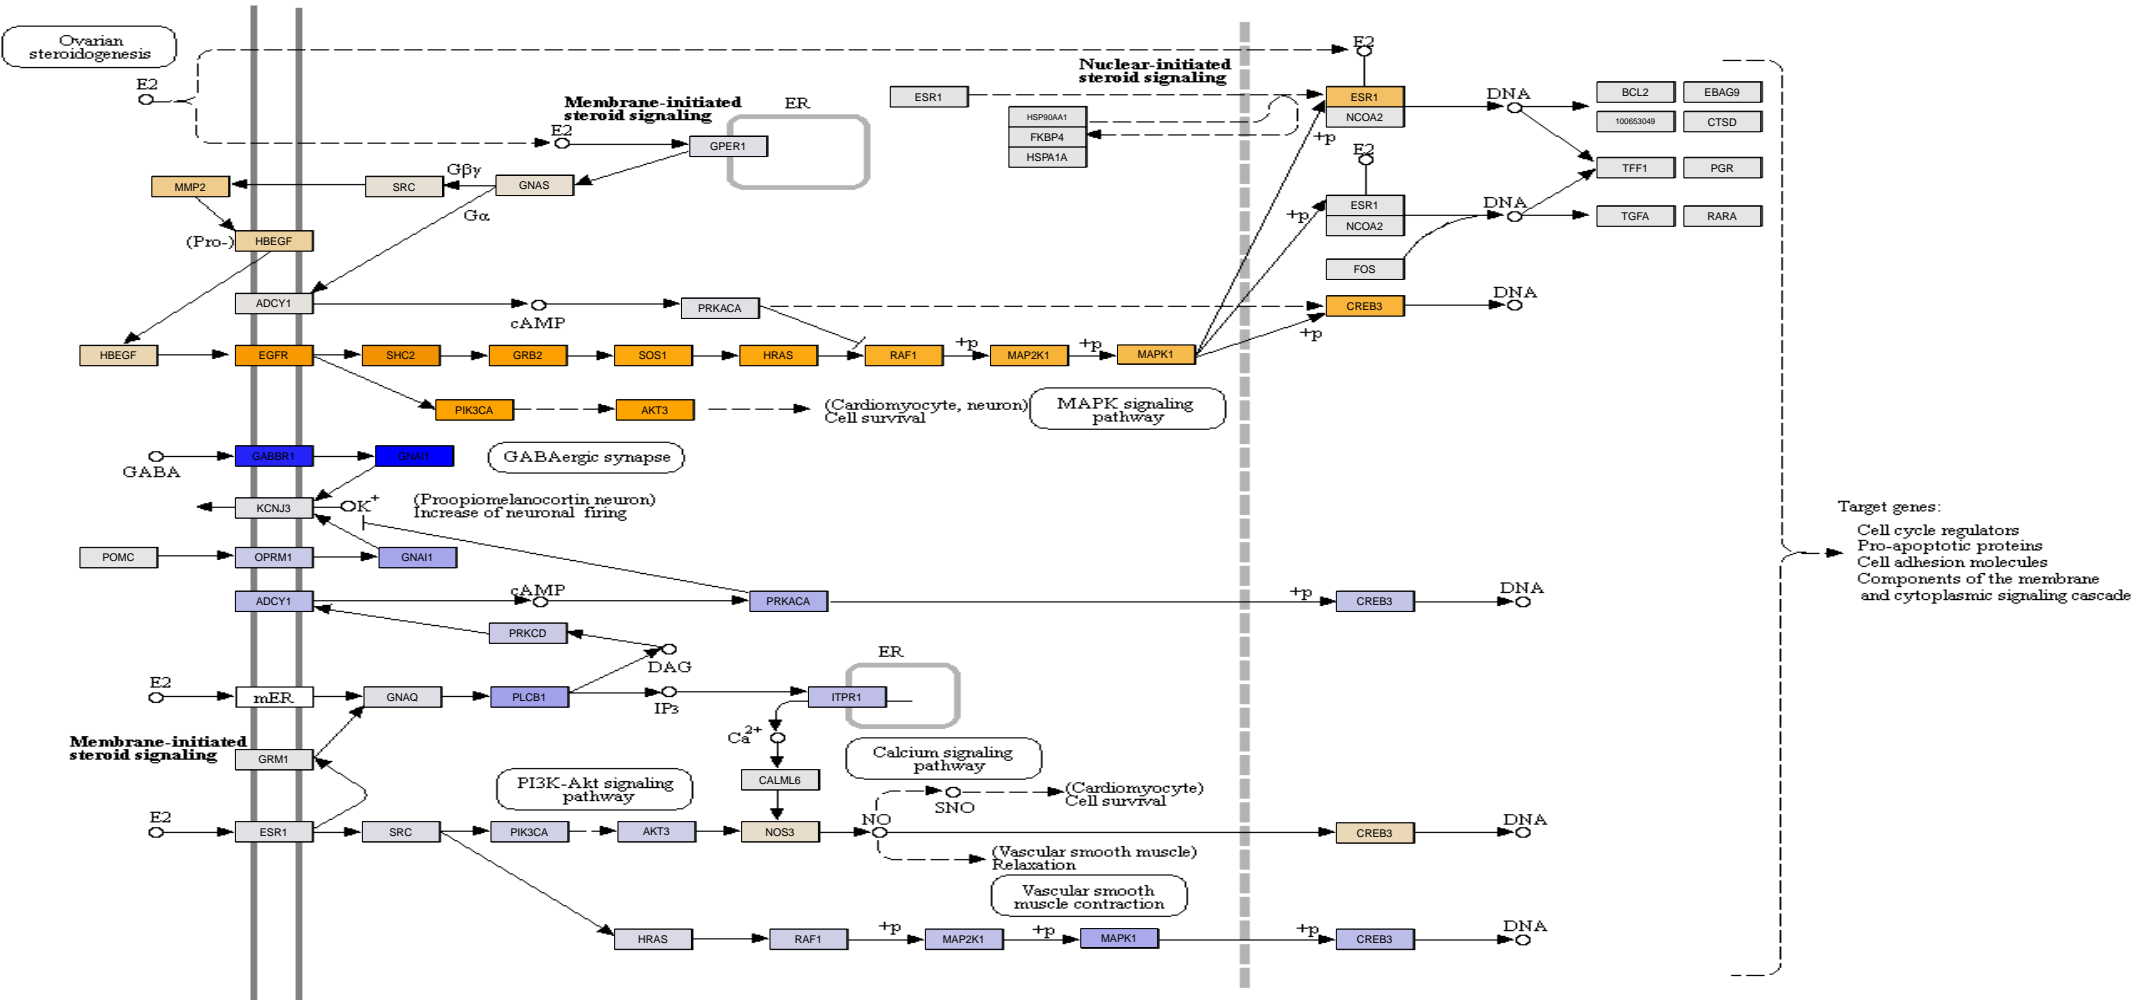 Ovarian
steroidogenesis
E2
E2
Nuclear-initiated
steroid signaling
Membrane-initiated
steroid signaling
ER
E2
GPER1
ESR1
HSP90AA1
FKBP4
HSPA1A
ESR1
NCOA2
+p
DNA
BCL2
EBAG9
100653049
CTSD
E2
TFF1
PGR
MMP2
SRC
Gβγ
GNAS
Gα
ESR1
NCOA2
+p
DNA
TGFA
RARA
(Pro-)
HBEGF
FOS
ADCY1
cAMP
PRKACA
CREB3
DNA
+p
HBEGF
EGFR
SHC2
GRB2
SOS1
HRAS
RAF1
+p
MAP2K1
+p
MAPK1
PIK3CA
AKT3
(Cardiomyocyte, neuron)
Cell survival
MAPK signaling
pathway
GABA
GABBR1
GNAI1
GABAergic synapse
KCNJ3
K+
(Proopiomelanocortin neuron)
Increase of neuronal firing
Target genes:
Cell cycle regulators
Pro-apoptotic proteins
Cell adhesion molecules
Components of the membrane
and cytoplasmic signaling cascade
POMC
OPRM1
GNAI1
ADCY1
cAMP
PRKACA
+p
CREB3
DNA
PRKCD
DAG
ER
E2
mER
GNAQ
PLCB1
IP3
ITPR1
Ca2+
Membrane-initiated
steroid signaling
GRM1
PI3K-Akt signaling
pathway
CALML6
Calcium signaling
pathway
SNO
(Cardiomyocyte)
Cell survival
E2
ESR1
SRC
PIK3CA
AKT3
NOS3
NO
CREB3
DNA
(Vascular smooth muscle)
Relaxation
Vascular smooth
muscle contraction
HRAS
RAF1
+p
MAP2K1
+p
MAPK1
+p
CREB3
DNA